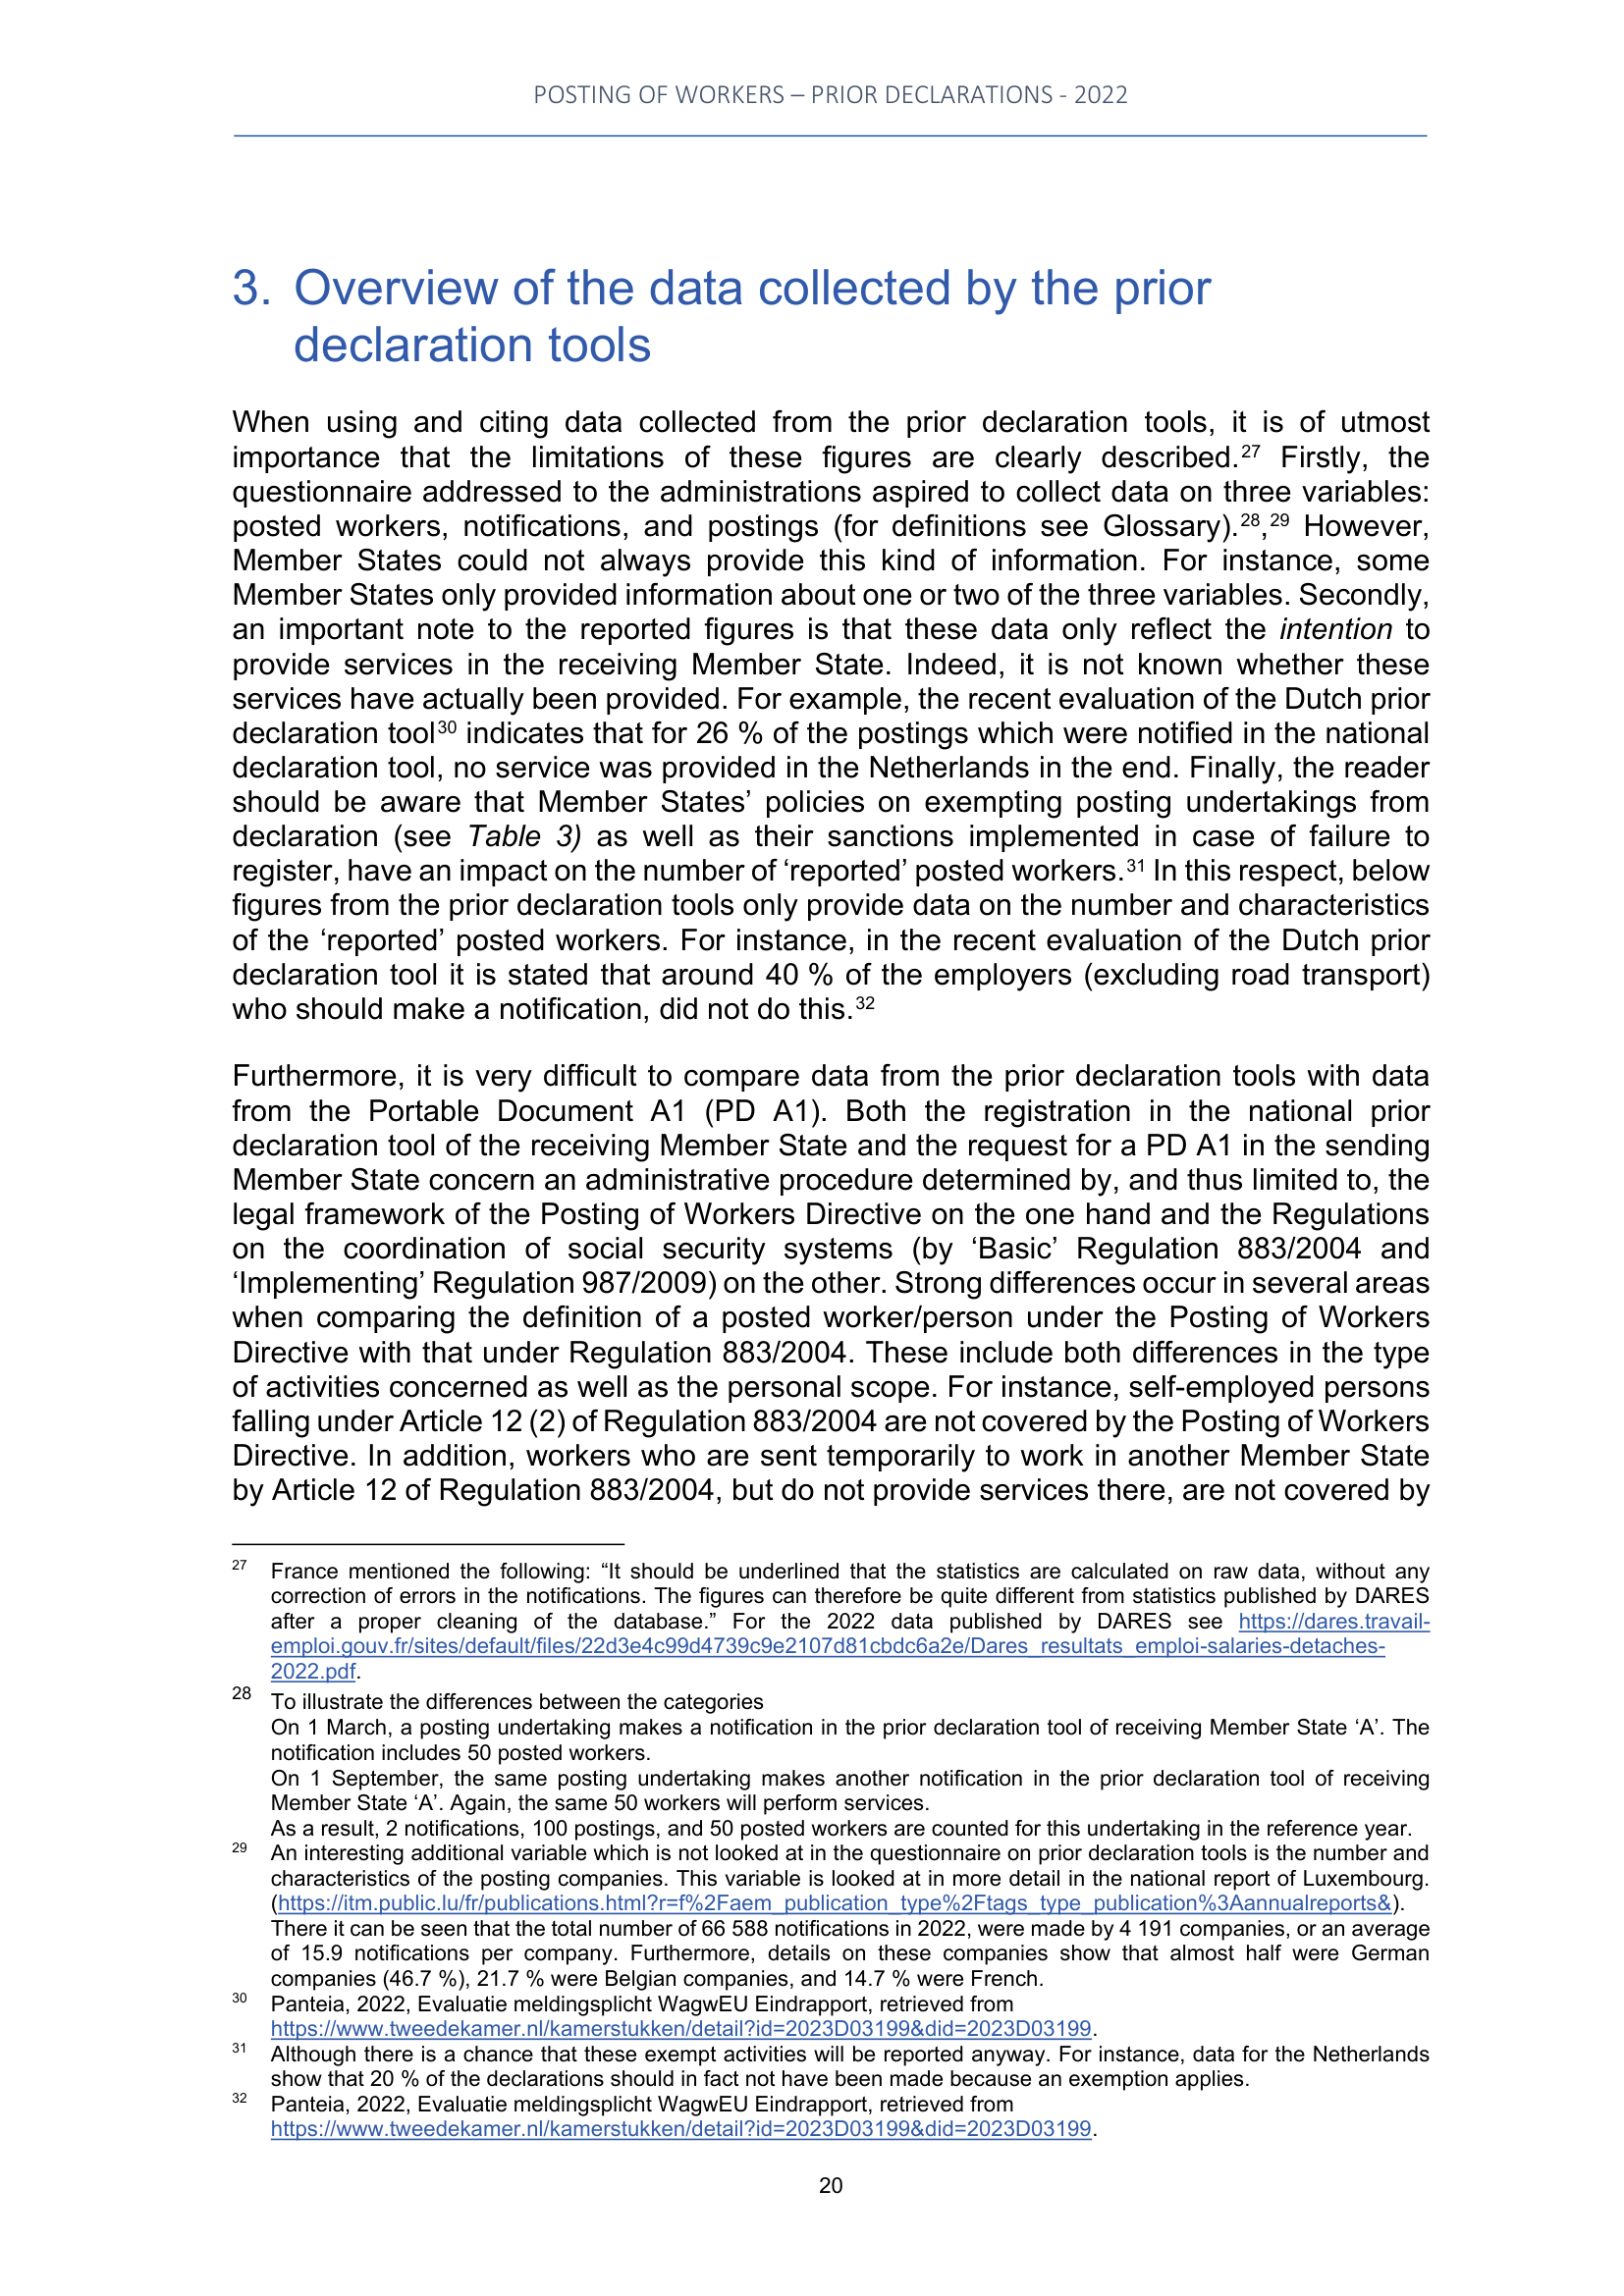 POSTING OF WORKERS – PRIOR DECLARATIONS - 2022
3. Overview of the data collected by the prior
declaration tools
When using and citing data collected from the prior declaration tools, it is of utmost
importance that the limitations of these figures are clearly described.27 Firstly, the
questionnaire addressed to the administrations aspired to collect data on three variables:
posted workers, notifications, and postings (for definitions see Glossary).28,29 However,
Member States could not always provide this kind of information. For instance, some
Member States only provided information about one or two of the three variables. Secondly,
an important note to the reported figures is that these data only reflect the intention to
provide services in the receiving Member State. Indeed, it is not known whether these
services have actually been provided. For example, the recent evaluation of the Dutch prior
declaration tool30 indicates that for 26 % of the postings which were notified in the national
declaration tool, no service was provided in the Netherlands in the end. Finally, the reader
should be aware that Member States’ policies on exempting posting undertakings from
declaration (see Table 3) as well as their sanctions implemented in case of failure to
register, have an impact on the number of ‘reported’ posted workers.31 In this respect, below
figures from the prior declaration tools only provide data on the number and characteristics
of the ‘reported’ posted workers. For instance, in the recent evaluation of the Dutch prior
declaration tool it is stated that around 40 % of the employers (excluding road transport)
who should make a notification, did not do this.32
Furthermore, it is very difficult to compare data from the prior declaration tools with data
from the Portable Document A1 (PD A1). Both the registration in the national prior
declaration tool of the receiving Member State and the request for a PD A1 in the sending
Member State concern an administrative procedure determined by, and thus limited to, the
legal framework of the Posting of Workers Directive on the one hand and the Regulations
on the coordination of social security systems (by ‘Basic’ Regulation 883/2004 and
‘Implementing’ Regulation 987/2009) on the other. Strong differences occur in several areas
when comparing the definition of a posted worker/person under the Posting of Workers
Directive with that under Regulation 883/2004. These include both differences in the type
of activities concerned as well as the personal scope. For instance, self-employed persons
falling under Article 12 (2) of Regulation 883/2004 are not covered by the Posting of Workers
Directive. In addition, workers who are sent temporarily to work in another Member State
by Article 12 of Regulation 883/2004, but do not provide services there, are not covered by
27 France mentioned the following: “It should be underlined that the statistics are calculated on raw data, without any
correction of errors in the notifications. The figures can therefore be quite different from statistics published by DARES
after a proper cleaning of the database.” For the 2022 data published by DARES see https://dares.travail-
emploi.gouv.fr/sites/default/files/22d3e4c99d4739c9e2107d81cbdc6a2e/Dares_resultats_emploi-salaries-detaches-
2022.pdf.
28 To illustrate the differences between the categories
On 1 March, a posting undertaking makes a notification in the prior declaration tool of receiving Member State ‘A’. The
notification includes 50 posted workers.
On 1 September, the same posting undertaking makes another notification in the prior declaration tool of receiving
Member State ‘A’. Again, the same 50 workers will perform services.
As a result, 2 notifications, 100 postings, and 50 posted workers are counted for this undertaking in the reference year.
29 An interesting additional variable which is not looked at in the questionnaire on prior declaration tools is the number and
characteristics of the posting companies. This variable is looked at in more detail in the national report of Luxembourg.
(https://itm.public.lu/fr/publications.html?r=f%2Faem_publication_type%2Ftags_type_publication%3Aannualreports&).
There it can be seen that the total number of 66 588 notifications in 2022, were made by 4 191 companies, or an average
of 15.9 notifications per company. Furthermore, details on these companies show that almost half were German
companies (46.7 %), 21.7 % were Belgian companies, and 14.7 % were French.
30 Panteia, 2022, Evaluatie meldingsplicht WagwEU Eindrapport, retrieved from
https://www.tweedekamer.nl/kamerstukken/detail?id=2023D03199&did=2023D03199.
31 Although there is a chance that these exempt activities will be reported anyway. For instance, data for the Netherlands
show that 20 % of the declarations should in fact not have been made because an exemption applies.
32 Panteia, 2022, Evaluatie meldingsplicht WagwEU Eindrapport, retrieved from
https://www.tweedekamer.nl/kamerstukken/detail?id=2023D03199&did=2023D03199.
20